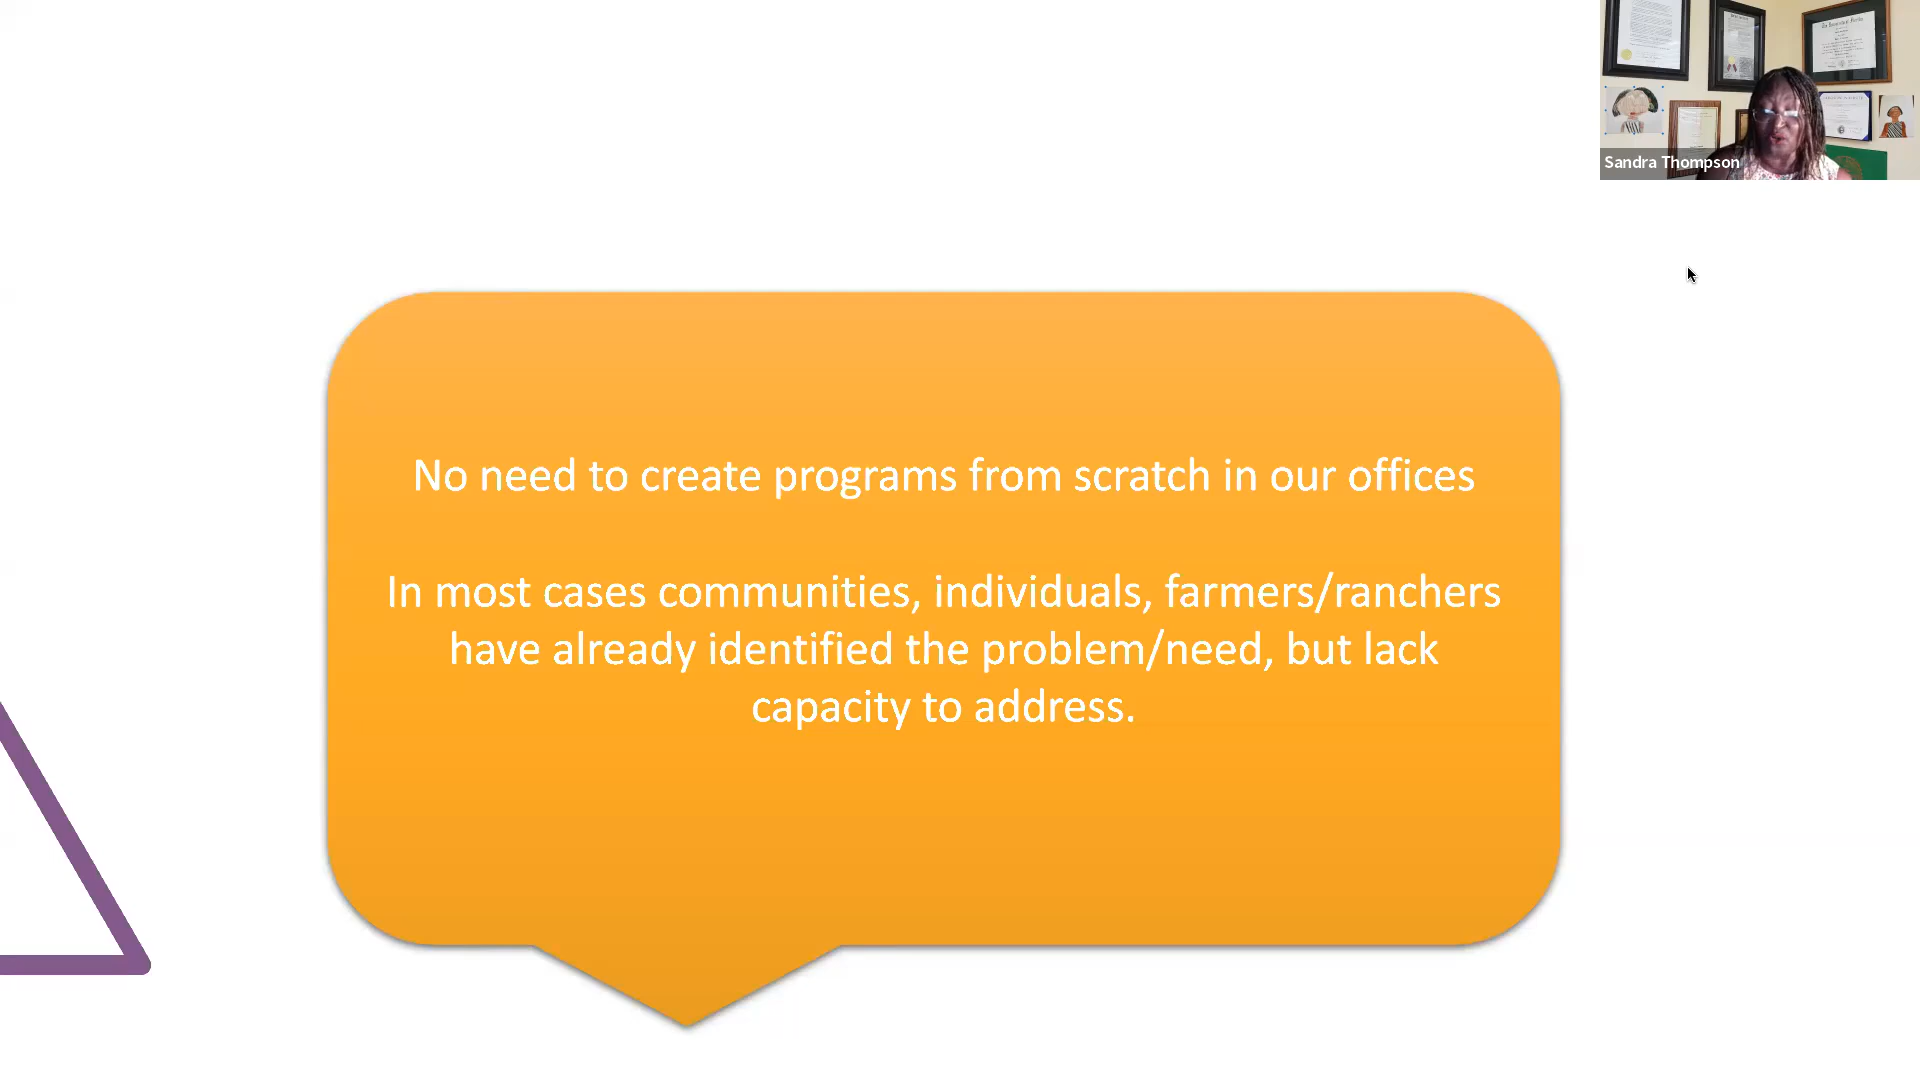 Sandra Thompson
No need to create programs from scratch in our offices
In most cases communities, individuals, farmers/ranchers
have already identified the problem/need, but lack
capacity to address.